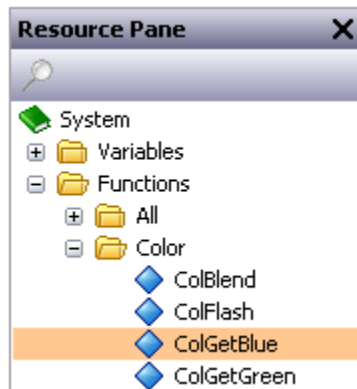 Resource Pane
System
Variables
Functions
All
Color
ColBlend
ColFlash
ColGetBlue
ColGetGreen